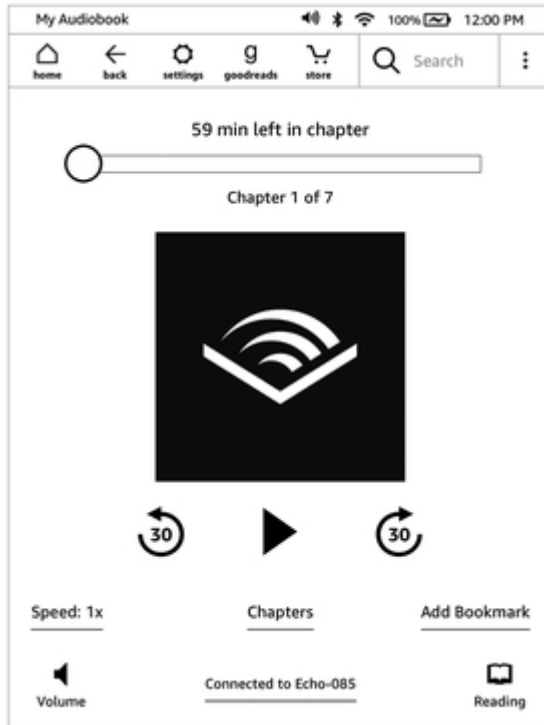 My Audiobook 100% 12:00 PM
home back settings goodreads store Search
59 min left in chapter
Chapter 1 of 7
30 30
Speed: 1x Chapters Add Bookmark
Volume Connected to Echo-085 Reading